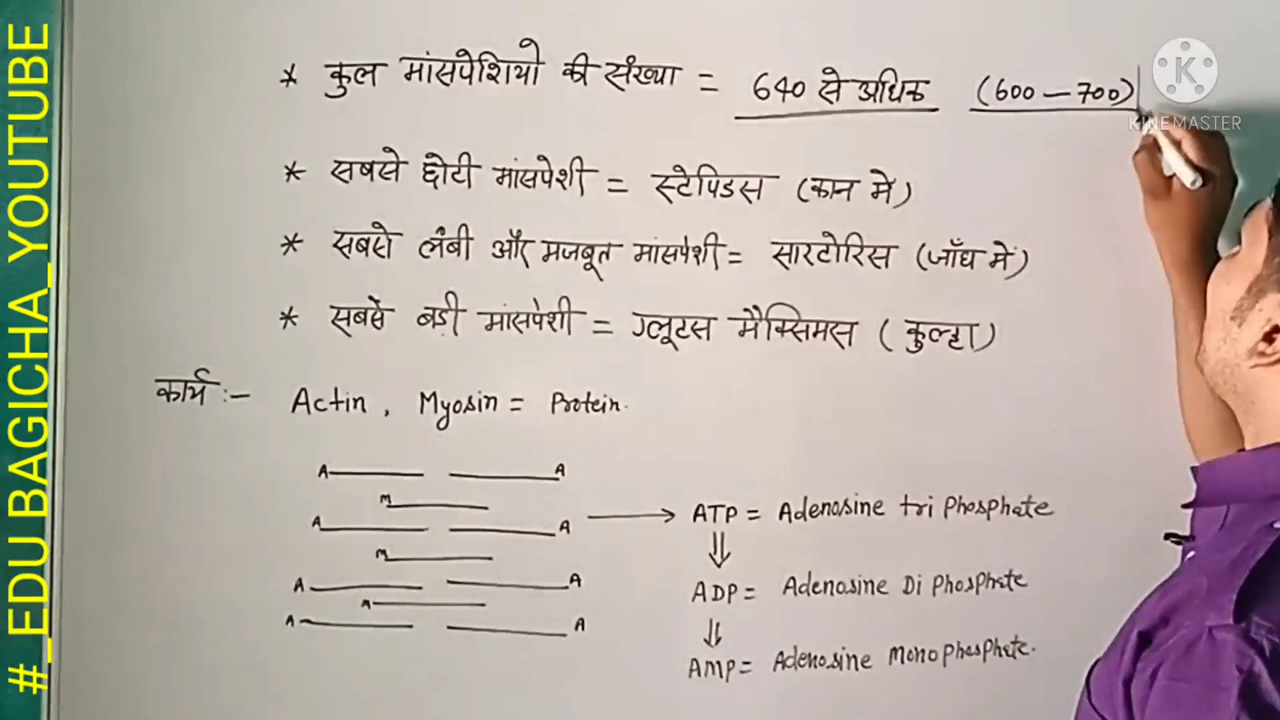 #_EDU BAGICHA_YOUTUBE
* कुल मांसपेशियो की संख्या = 640 से अधिक (600 – 700)
K
KINEMASTER
* सबसे छोटी मांसपेशी = स्टेपिडस (कान मे)
* सबसे लंबी और मजबूत मांसपेशी = सारटोरिस (जाँघ में)
* सबसे बड़ी मांसपेशी = ग्लूटस मैक्सिमस (कुल्हा)
कार्य :- Actin, Myosin = Protein.
A A
M
A A → ATP = Adenosine tri Phosphate
M
A A ADP = Adenosine Di Phosphate
M
A A
AMP = Adenosine monophosphate.